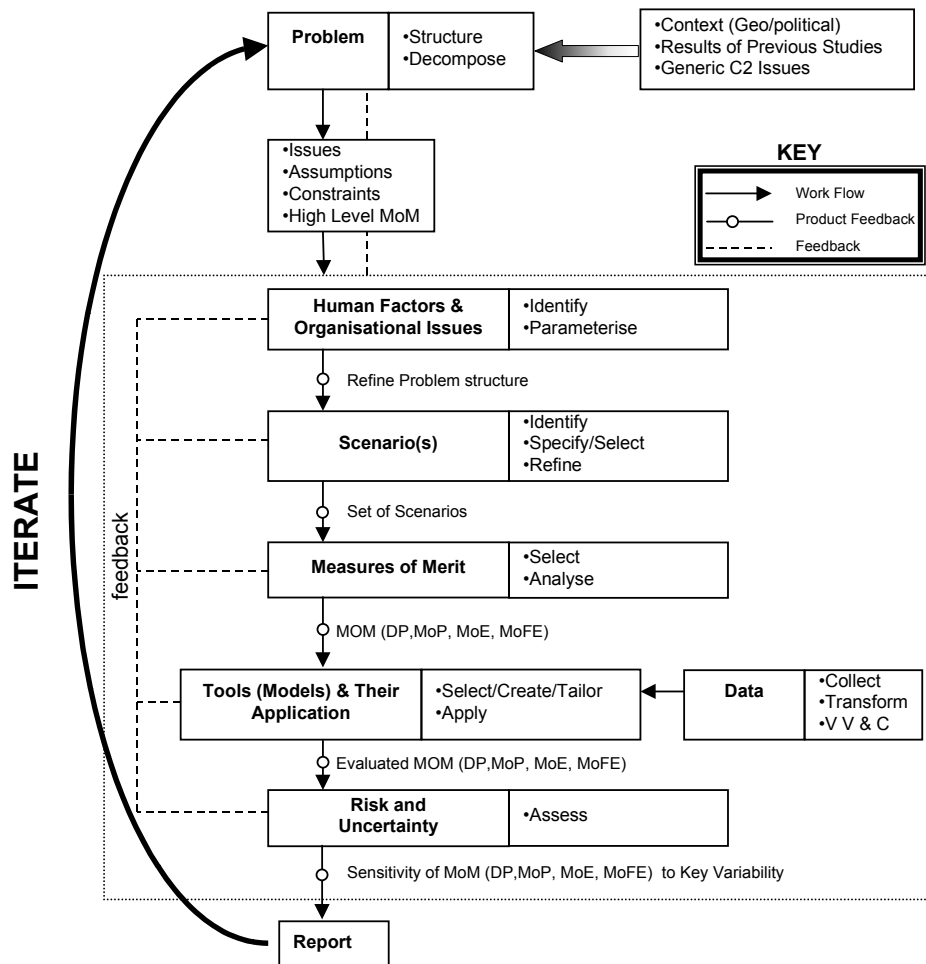 Problem
•Structure
•Decompose
•Context (Geo/political)
•Results of Previous Studies
•Generic C2 Issues
•Issues
•Assumptions
•Constraints
•High Level MoM
KEY
Work Flow
Product Feedback
Feedback
Human Factors &
Organisational Issues
•Identify
•Parameterise
Refine Problem structure
Scenario(s)
•Identify
•Specify/Select
•Refine
Set of Scenarios
Measures of Merit
•Select
•Analyse
MOM (DP,MoP, MoE, MoFE)
Tools (Models) & Their
Application
•Select/Create/Tailor
•Apply
Data
•Collect
•Transform
•V V & C
Evaluated MOM (DP,MoP, MoE, MoFE)
Risk and
Uncertainty
•Assess
Sensitivity of MoM (DP,MoP, MoE, MoFE) to Key Variability
Report
ITERATE
feedback